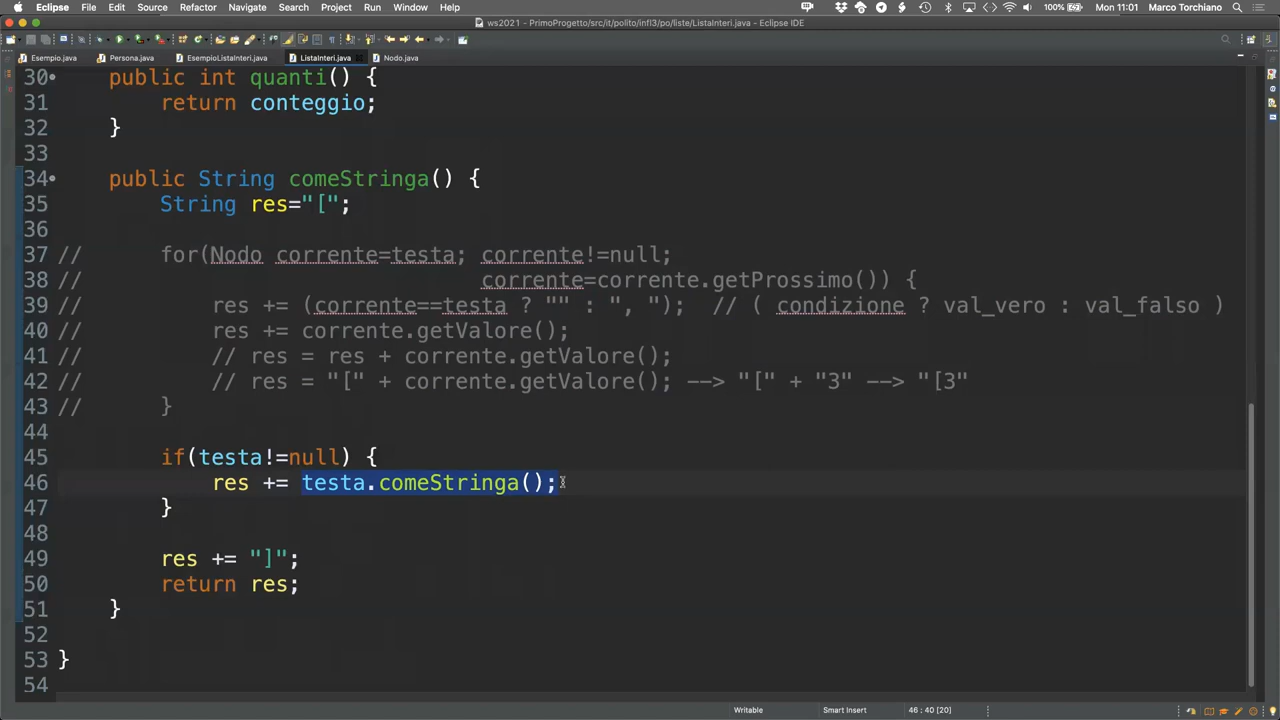 Eclipse File Edit Source Refactor Navigate Search Project Run Window Help 100% Mon 11:01 Marco Torchiano
ws2021 - PrimoProgetto/src/it/polito/infl3/po/liste/ListaInteri.java - Eclipse IDE
Esempio.java Persona.java EsempioListaInteri.java ListaInteri.java Nodo.java
30 public int quanti() {
31 return conteggio;
32 }
33
34 public String comeStringa() {
35 String res="[";
36
37 // for(Nodo corrente=testa; corrente!=null;
38 // corrente=corrente.getProssimo()) {
39 // res += (corrente==testa ? "" : ", "); // ( condizione ? val_vero : val_falso )
40 // res += corrente.getValore();
41 // // res = res + corrente.getValore();
42 // // res = "[" + corrente.getValore(); --> "[" + "3" --> "[3"
43 // }
44
45 if(testa!=null) {
46 res += testa.comeStringa();
47 }
48
49 res += "]";
50 return res;
51 }
52
53 }
54
Writable Smart Insert 46 : 40 [20]